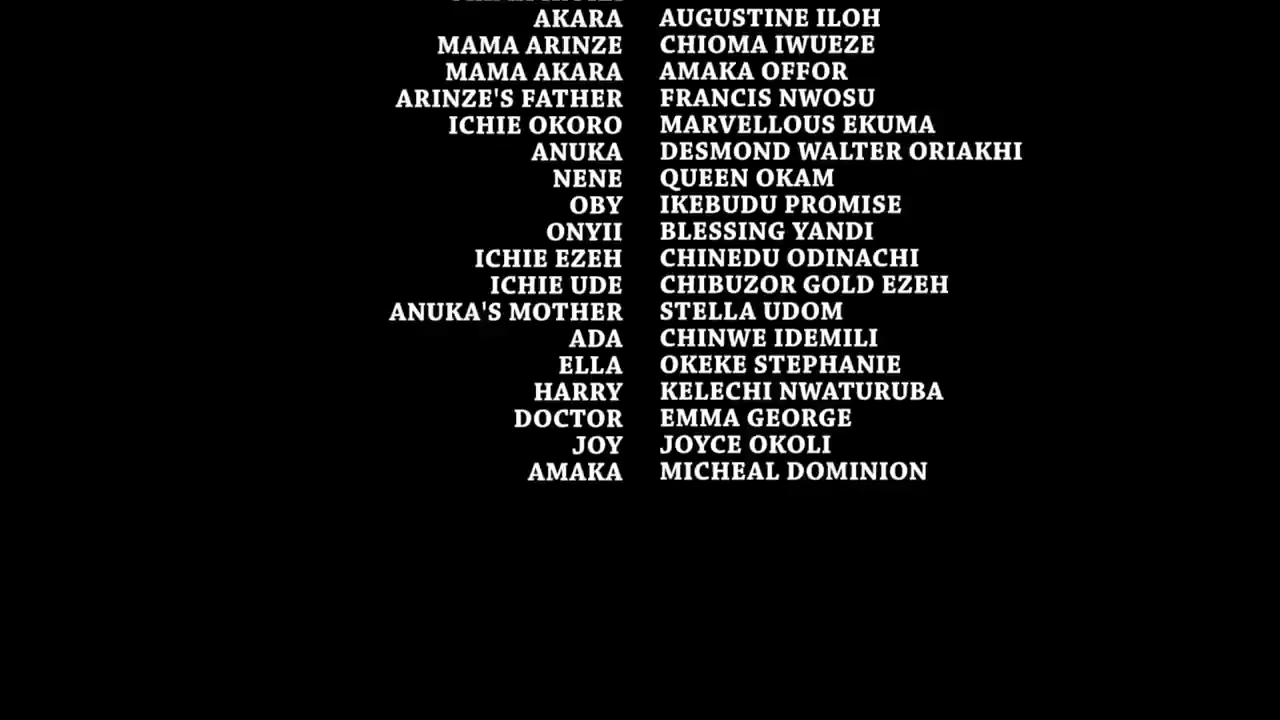 AKARA AUGUSTINE ILOH
MAMA ARINZE CHIOMA IWUEZE
MAMA AKARA AMAKA OFFOR
ARINZE'S FATHER FRANCIS NWOSU
ICHIE OKORO MARVELLOUS EKUMA
ANUKA DESMOND WALTER ORIAKHI
NENE QUEEN OKAM
OBY IKEBUDU PROMISE
ONYII BLESSING YANDI
ICHIE EZEH CHINEDU ODINACHI
ICHIE UDE CHIBUZOR GOLD EZEH
ANUKA'S MOTHER STELLA UDOM
ADA CHINWE IDEMILI
ELLA OKEKE STEPHANIE
HARRY KELECHI NWATURUBA
DOCTOR EMMA GEORGE
JOY JOYCE OKOLI
AMAKA MICHEAL DOMINION